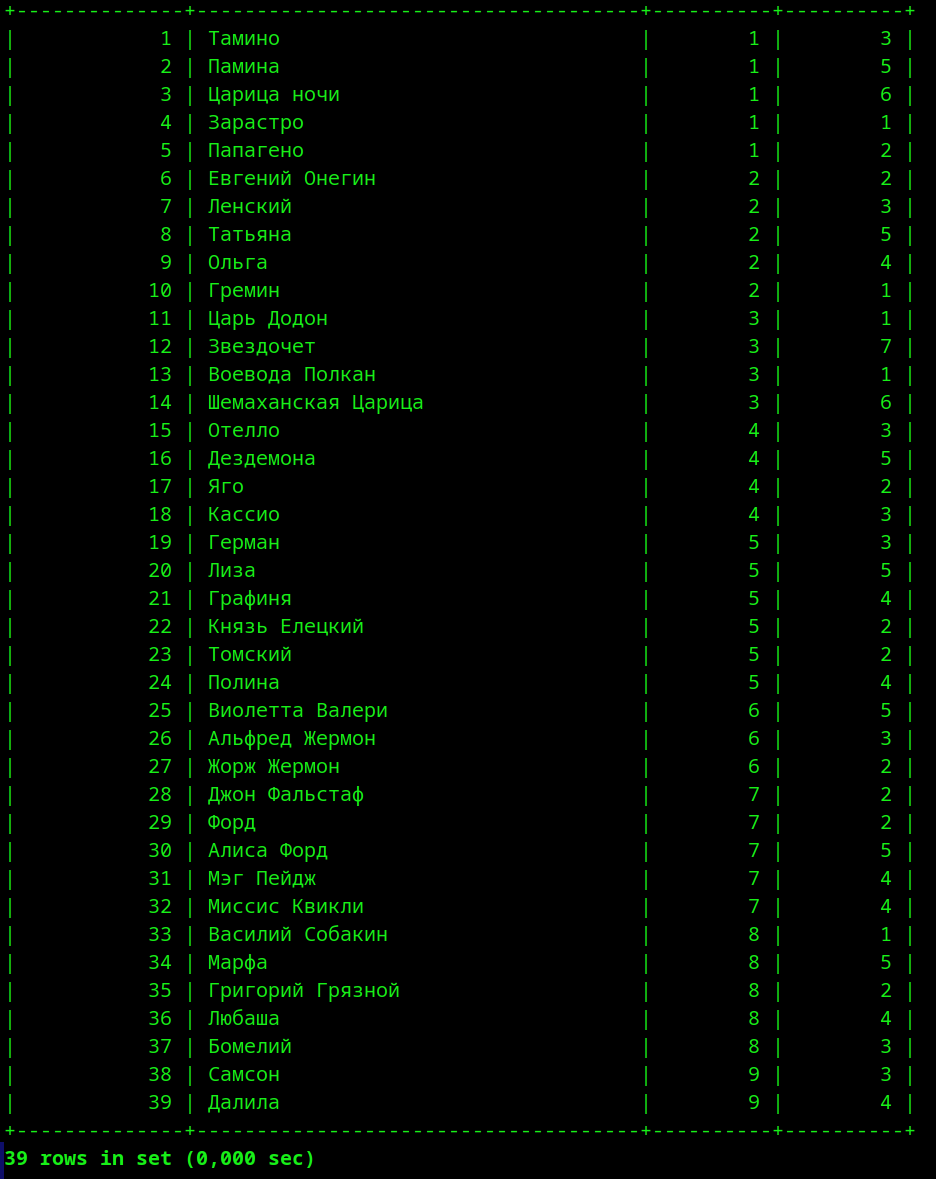 +--------------+-------------------------------------+----------+----------+
| 1 | Тамино | 1 | 3 |
| 2 | Памина | 1 | 5 |
| 3 | Царица ночи | 1 | 6 |
| 4 | Зарастро | 1 | 1 |
| 5 | Папагено | 1 | 2 |
| 6 | Евгений Онегин | 2 | 2 |
| 7 | Ленский | 2 | 3 |
| 8 | Татьяна | 2 | 5 |
| 9 | Ольга | 2 | 4 |
| 10 | Гремин | 2 | 1 |
| 11 | Царь Додон | 3 | 1 |
| 12 | Звездочет | 3 | 7 |
| 13 | Воевода Полкан | 3 | 1 |
| 14 | Шемаханская Царица | 3 | 6 |
| 15 | Отелло | 4 | 3 |
| 16 | Дездемона | 4 | 5 |
| 17 | Яго | 4 | 2 |
| 18 | Кассио | 4 | 3 |
| 19 | Герман | 5 | 3 |
| 20 | Лиза | 5 | 5 |
| 21 | Графиня | 5 | 4 |
| 22 | Князь Елецкий | 5 | 2 |
| 23 | Томский | 5 | 2 |
| 24 | Полина | 5 | 4 |
| 25 | Виолетта Валери | 6 | 5 |
| 26 | Альфред Жермон | 6 | 3 |
| 27 | Жорж Жермон | 6 | 2 |
| 28 | Джон Фальстаф | 7 | 2 |
| 29 | Форд | 7 | 2 |
| 30 | Алиса Форд | 7 | 5 |
| 31 | Мэг Пейдж | 7 | 4 |
| 32 | Миссис Квикли | 7 | 4 |
| 33 | Василий Собакин | 8 | 1 |
| 34 | Марфа | 8 | 5 |
| 35 | Григорий Грязной | 8 | 2 |
| 36 | Любаша | 8 | 4 |
| 37 | Бомелий | 8 | 3 |
| 38 | Самсон | 9 | 3 |
| 39 | Далила | 9 | 4 |
+--------------+-------------------------------------+----------+----------+
39 rows in set (0,000 sec)